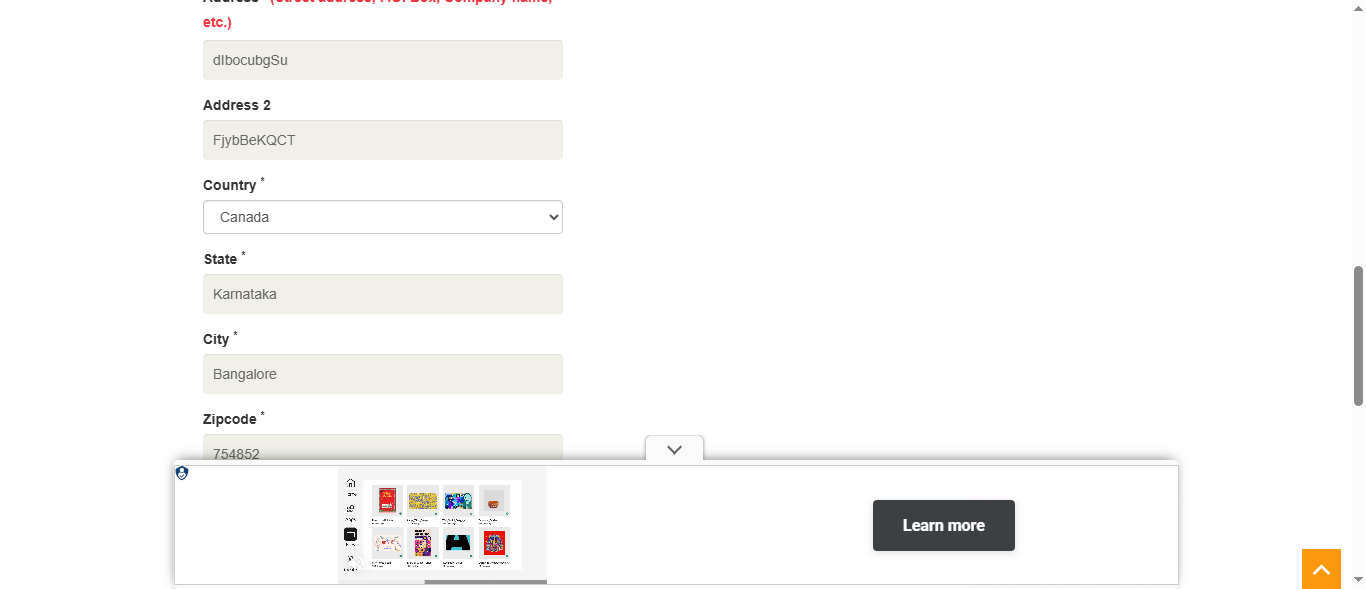 Address * (Street address, P.O. Box, Company name,
etc.)
dIbocubgSu
Address 2
FjybBeKQCT
Country *
Canada
State *
Karnataka
City *
Bangalore
Zipcode *
754852
Learn more